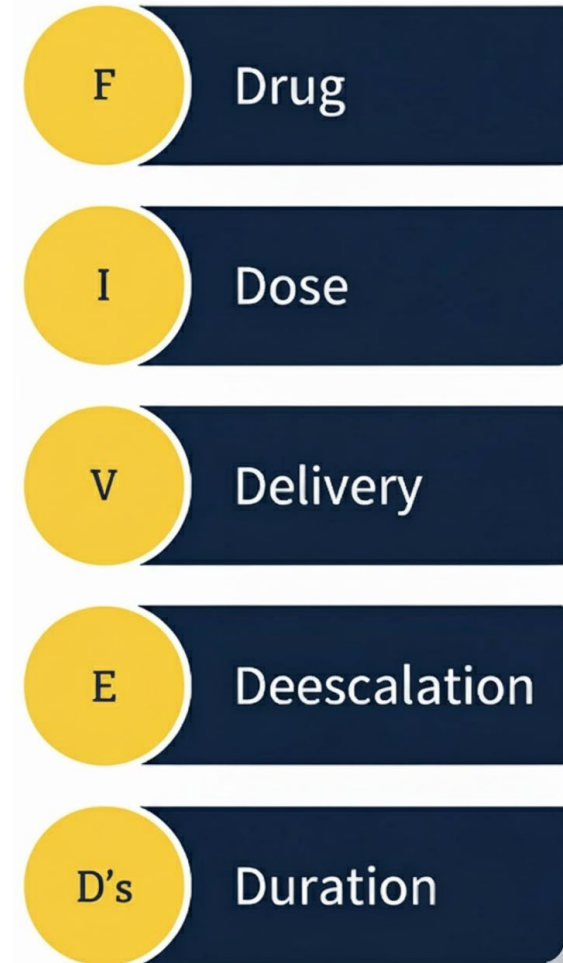 F Drug
I Dose
V Delivery
E Deescalation
D’s Duration